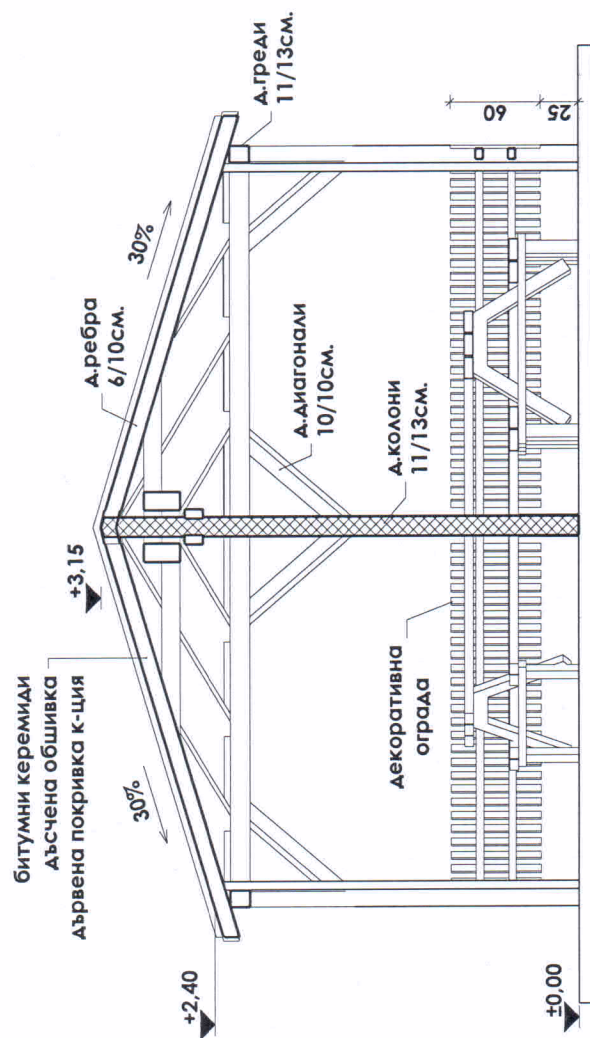 битумни керемиди
дъсчена обшивка
дървена покривка к-ция
+3,15
30%
30%
д.ребра
6/10см.
д.греди
11/13см.
+2,40
д.диагонали
10/10см.
д.колони
11/13см.
декоративна
ограда
60
25
±0,00